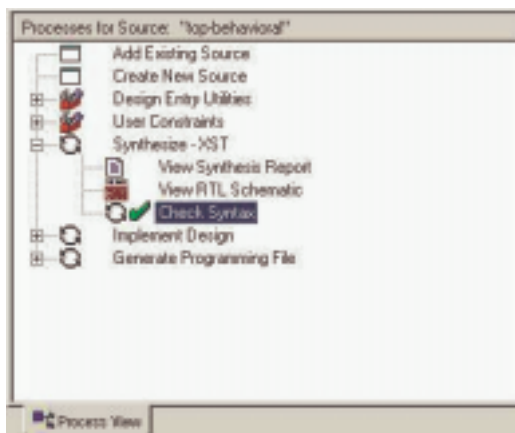 Processes for Source: "top-behavioral"
Add Existing Source
Create New Source
Design Entry Utilities
User Constraints
Synthesize - XST
View Synthesis Report
View RTL Schematic
Check Syntax
Implement Design
Generate Programming File
Process View